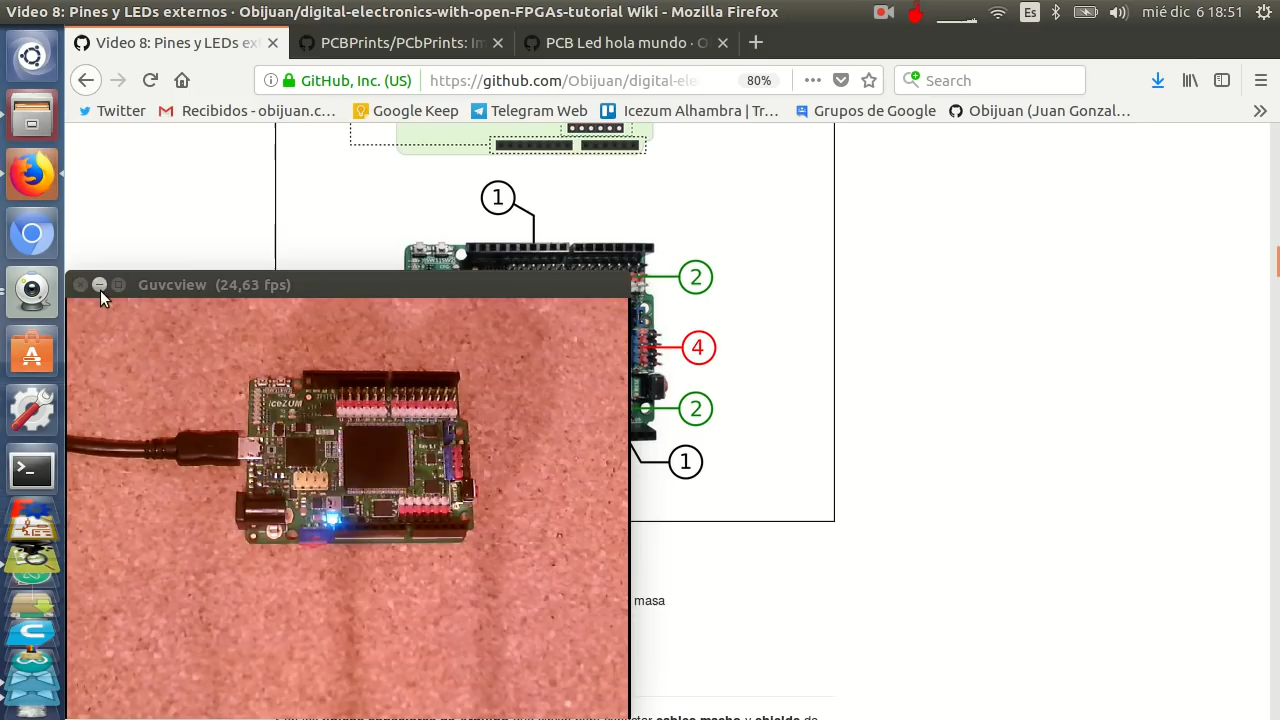 Video 8: Pines y LEDs externos · Obijuan/digital-electronics-with-open-FPGAs-tutorial Wiki - Mozilla Firefox
Es
mié dic 6 18:51
Video 8: Pines y LEDs ex
PCBPrints/PCbPrints: Im
PCB Led hola mundo · O
GitHub, Inc. (US)
https://github.com/Obijuan/digital-ele
80%
Search
Twitter
Recibidos - obijuan.c...
Google Keep
Telegram Web
Icezum Alhambra | Tr...
Grupos de Google
Obijuan (Juan Gonzal...
1
2
Guvcview (24,63 fps)
4
2
1
iceZUM
masa